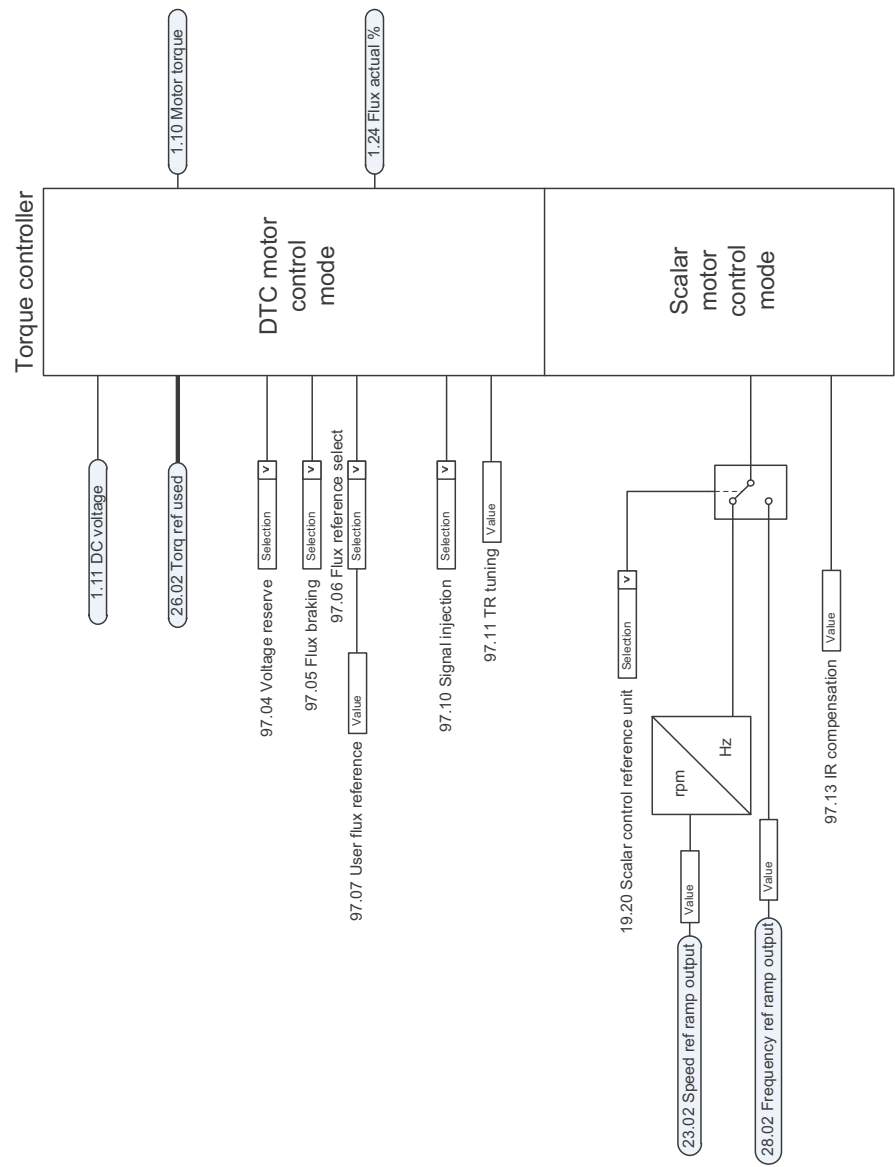 Torque controller
1.11 DC voltage
26.02 Torq ref used
97.04 Voltage reserve
Selection
v
97.05 Flux braking
Selection
v
97.06 Flux reference select
Selection
v
97.07 User flux reference
Value
97.10 Signal injection
Selection
v
97.11 TR tuning
Value
DTC motor
control
mode
1.10 Motor torque
1.24 Flux actual %
19.20 Scalar control reference unit
Selection
v
23.02 Speed ref ramp output
Value
rpm
Hz
28.02 Frequency ref ramp output
Value
97.13 IR compensation
Value
Scalar
motor
control
mode